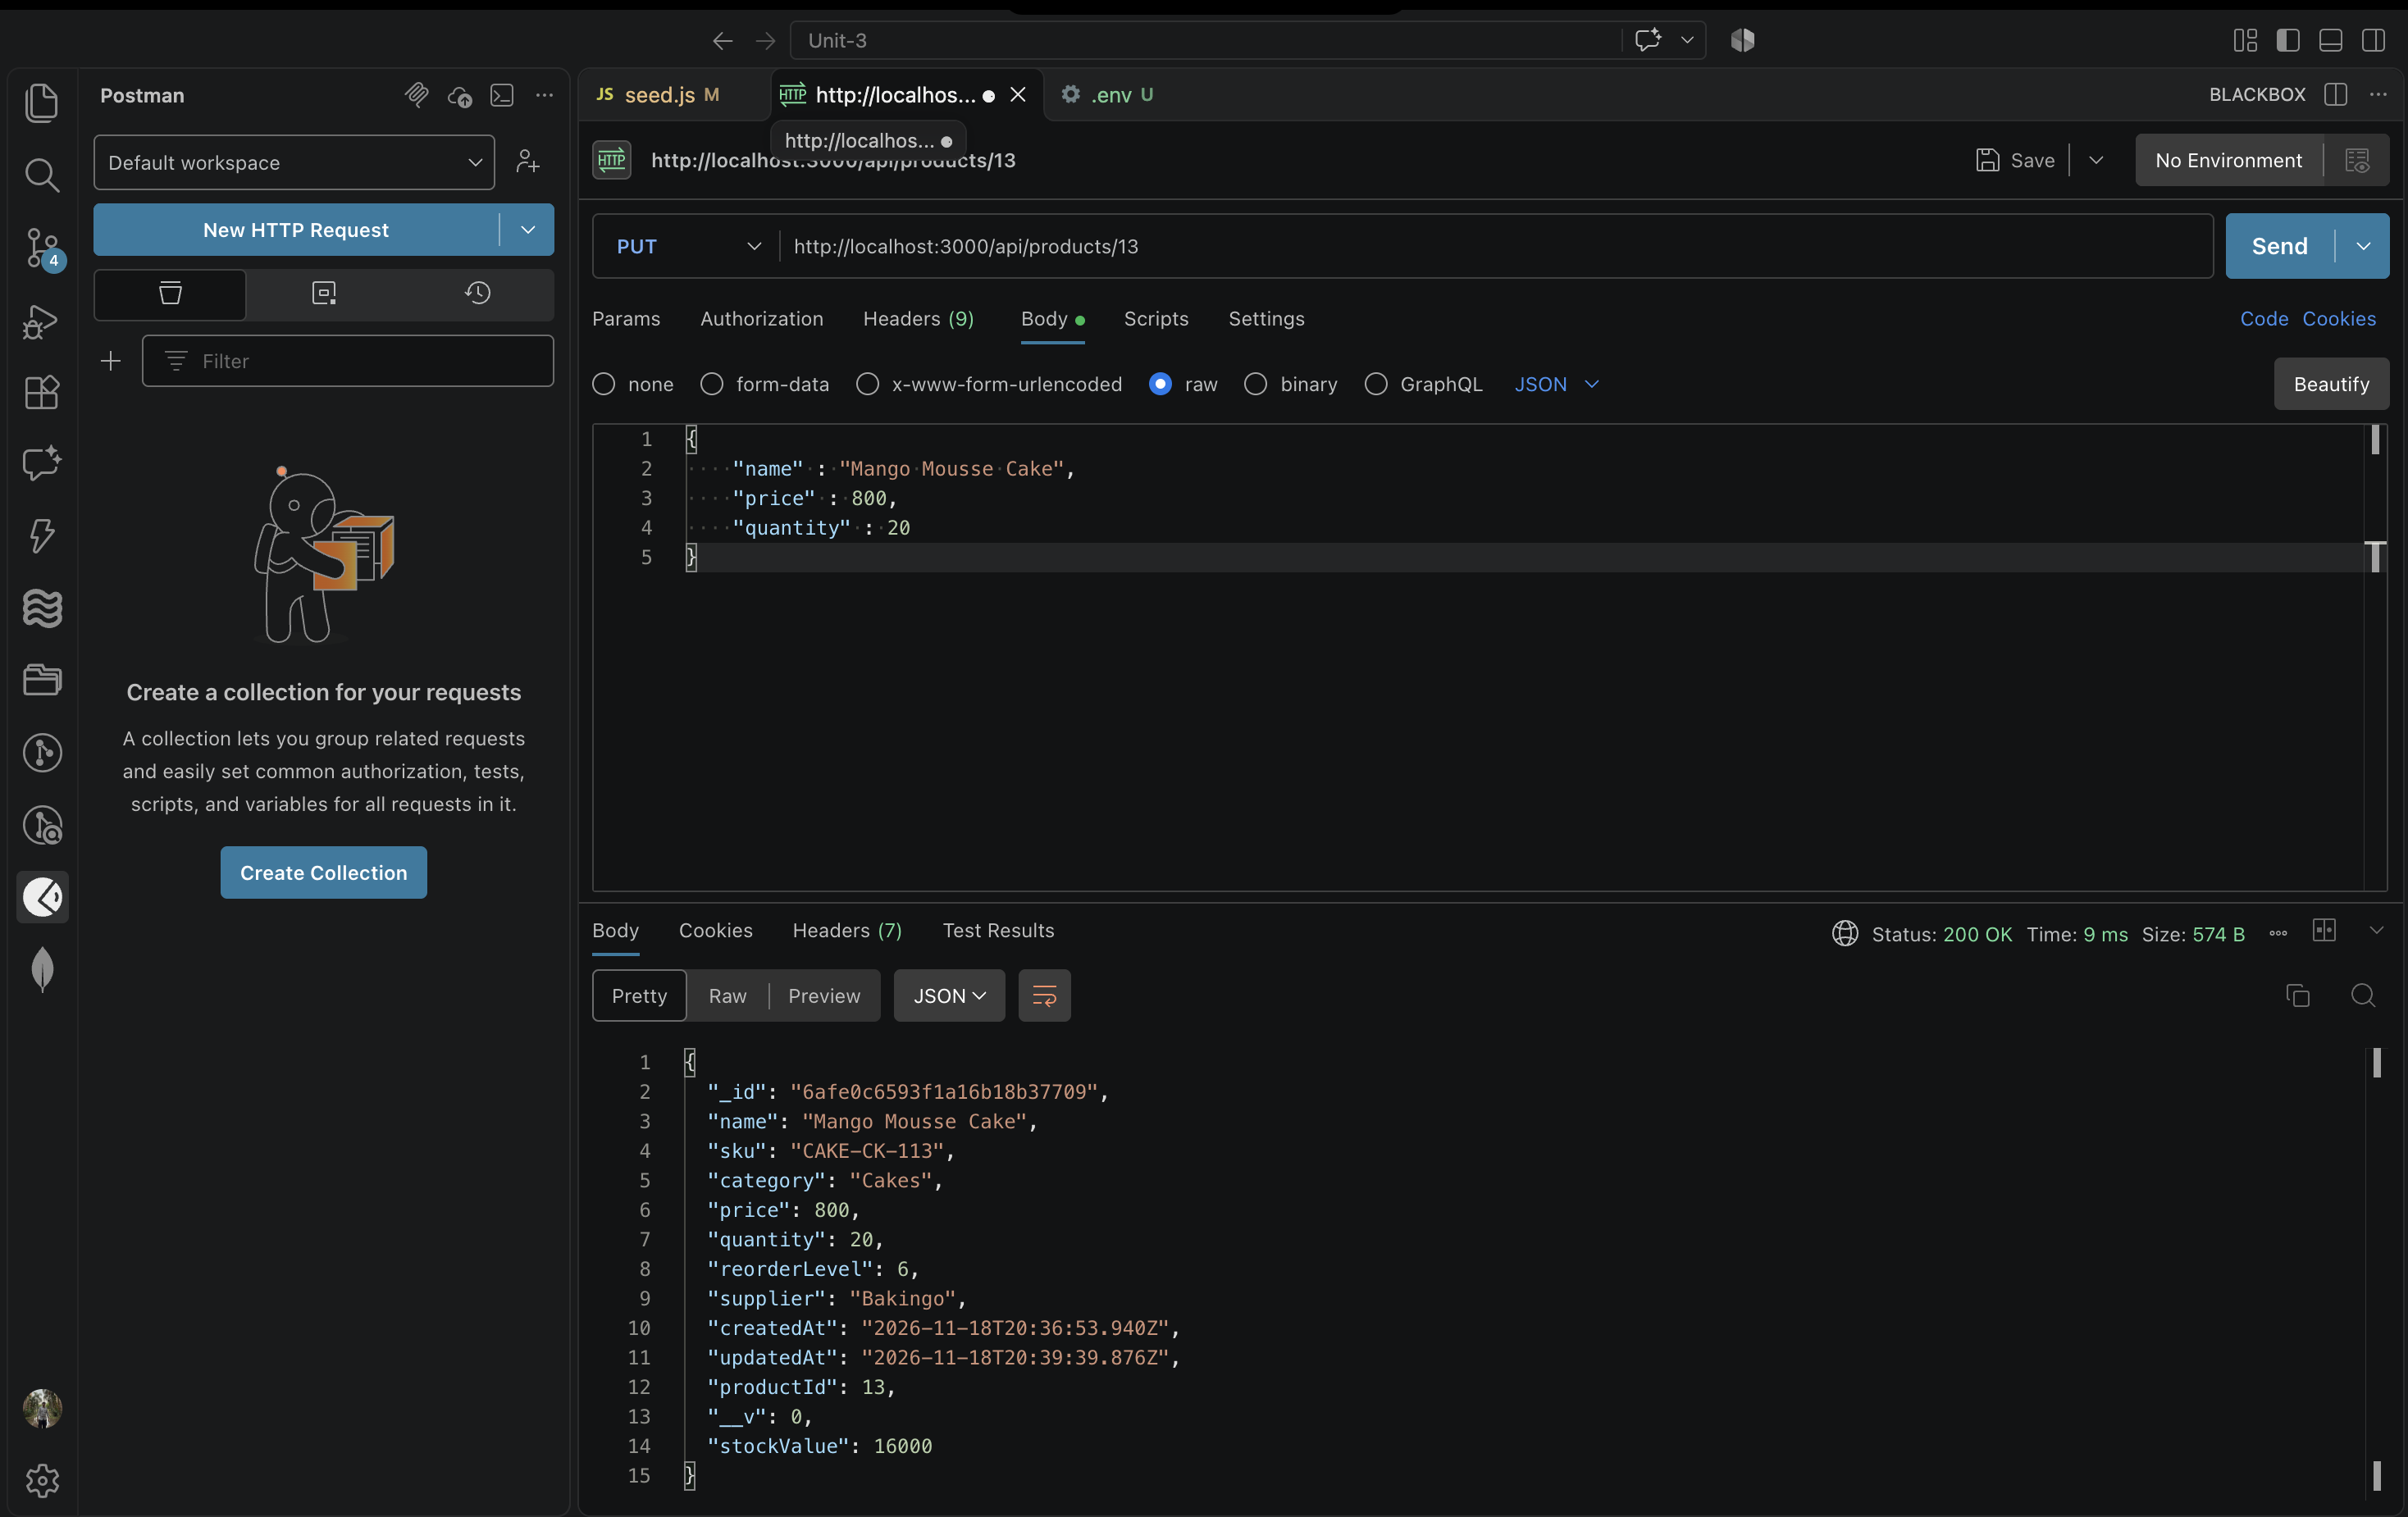 Unit-3
Postman
JS seed.js M
HTTP http://localhos...
.env U
BLACKBOX
http://localhos...
Default workspace
HTTP http://localhost:3000/api/products/13
Save
No Environment
New HTTP Request
PUT
http://localhost:3000/api/products/13
Send
4
Params
Authorization
Headers (9)
Body
Scripts
Settings
Code
Cookies
Filter
none
form-data
x-www-form-urlencoded
raw
binary
GraphQL
JSON
Beautify
1 {
2 "name" : "Mango Mousse Cake",
3 "price" : 800,
4 "quantity" : 20
5 }
Create a collection for your requests
A collection lets you group related requests
and easily set common authorization, tests,
scripts, and variables for all requests in it.
Create Collection
Body
Cookies
Headers (7)
Test Results
Status: 200 OK Time: 9 ms Size: 574 B
Pretty
Raw
Preview
JSON
1 {
2 "_id": "6afe0c6593f1a16b18b37709",
3 "name": "Mango Mousse Cake",
4 "sku": "CAKE-CK-113",
5 "category": "Cakes",
6 "price": 800,
7 "quantity": 20,
8 "reorderLevel": 6,
9 "supplier": "Bakingo",
10 "createdAt": "2026-11-18T20:36:53.940Z",
11 "updatedAt": "2026-11-18T20:39:39.876Z",
12 "productId": 13,
13 "__v": 0,
14 "stockValue": 16000
15 }